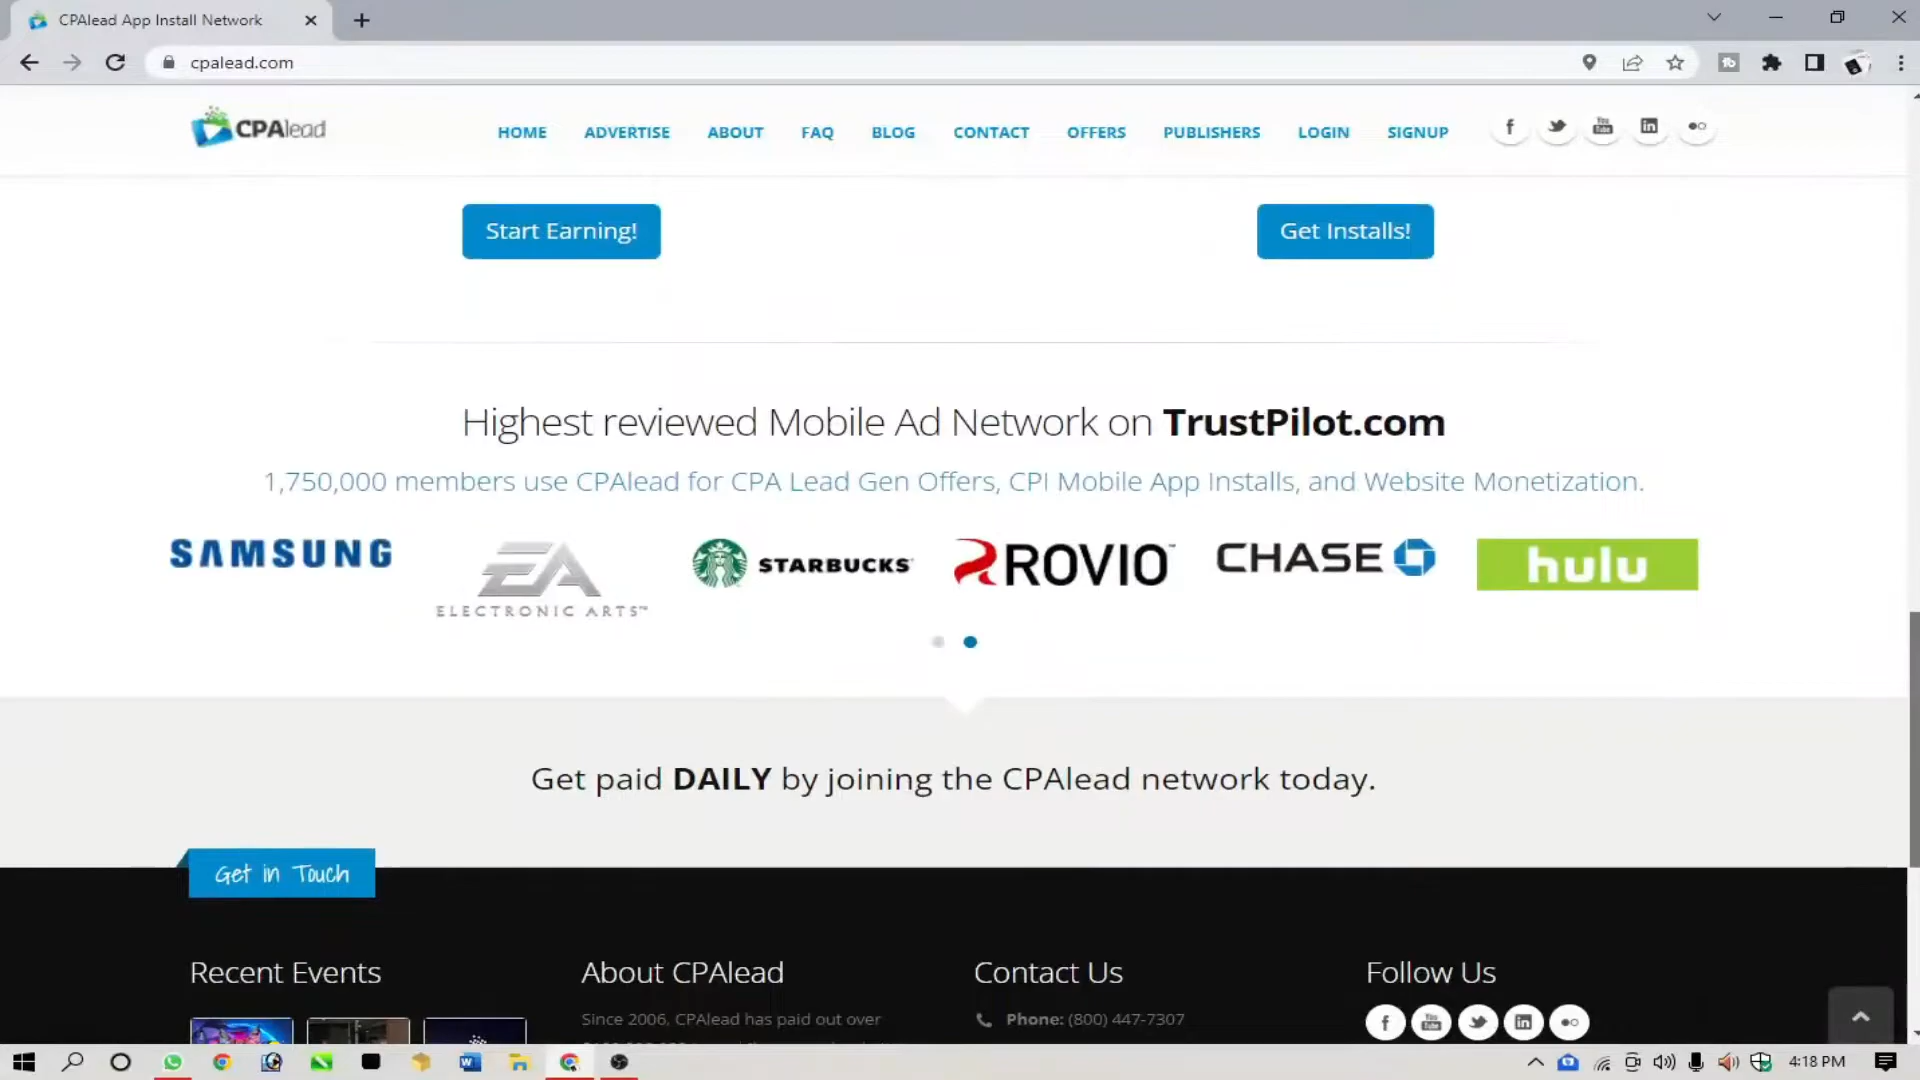 CPAlead App Install Network
cpalead.com
CPAlead
HOME ADVERTISE ABOUT FAQ BLOG CONTACT OFFERS PUBLISHERS LOGIN SIGNUP
Start Earning!
Get Installs!
Highest reviewed Mobile Ad Network on TrustPilot.com
1,750,000 members use CPAlead for CPA Lead Gen Offers, CPI Mobile App Installs, and Website Monetization.
SAMSUNG
EA
ELECTRONIC ARTS™
STARBUCKS
ROVIO™
CHASE
hulu
Get paid DAILY by joining the CPAlead network today.
Get in Touch
Recent Events
About CPAlead
Since 2006, CPAlead has paid out over
Contact Us
Phone: (800) 447-7307
Follow Us
4:18 PM